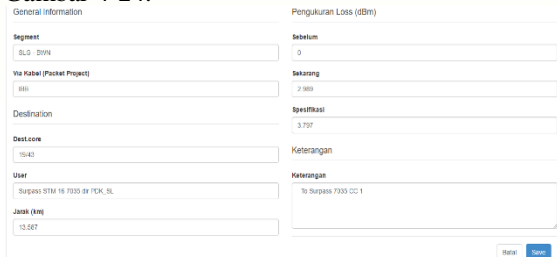 General Information
Segment
SLG - BMN
Via Kabel (Packet Project)
Destination
Dest.core
15/43
User
Surpass STM 16 7035 dir PDK_SL
Jarak (km)
13.587
Pengukuran Loss (dBm)
Sebelum
0
Sekarang
2.989
Spesifikasi
3.797
Keterangan
Keterangan
To Surpass 7035 CC 1
Batal
Save